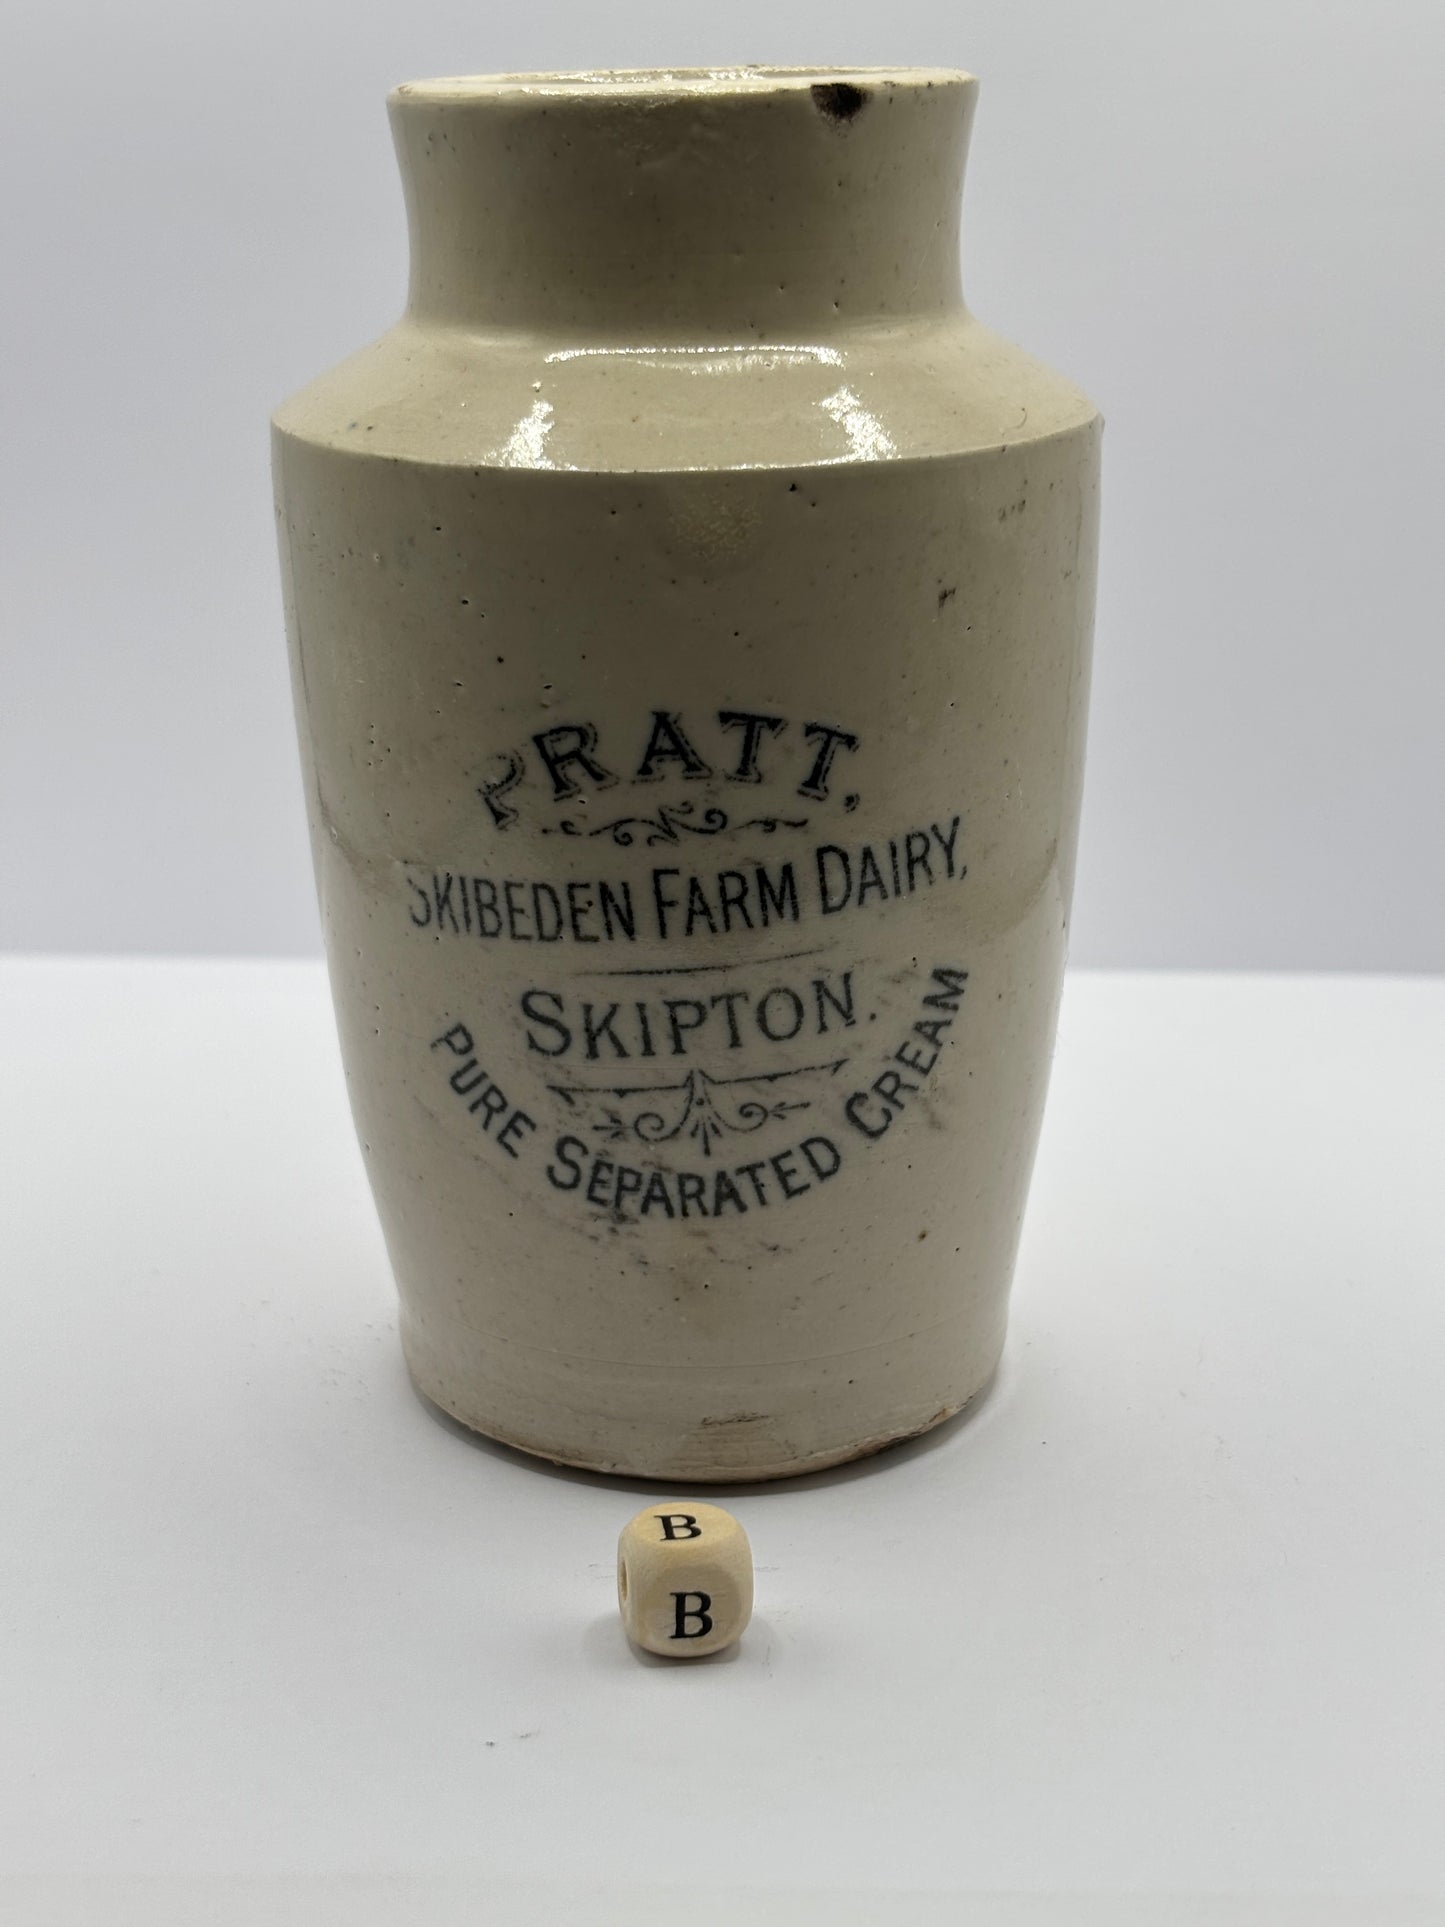 PRATT,
SKIBEDEN FARM DAIRY,
SKIPTON.
PURE SEPARATED CREAM
B
B